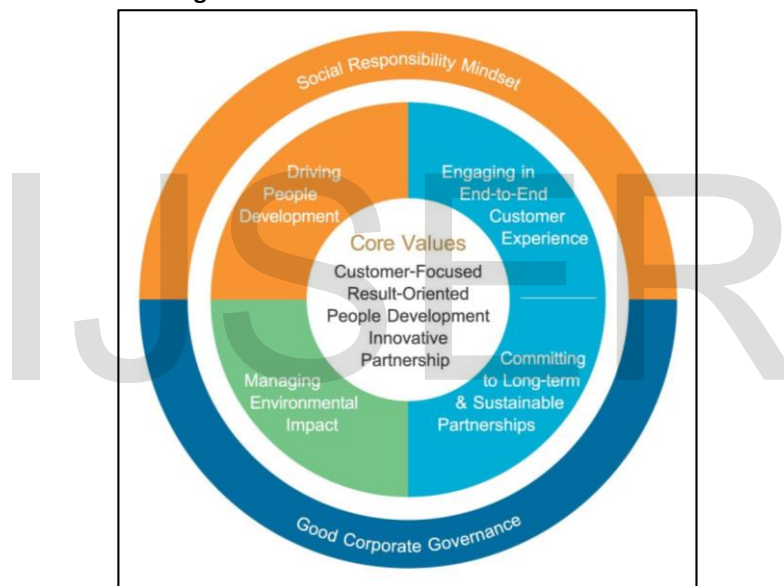 Social Responsibility Mindset
Driving
People
Development
Engaging in
End-to-End
Customer
Experience
Core Values
Customer-Focused
Result-Oriented
People Development
Innovative
Partnership
Managing
Environmental
Impact
Committing
to Long-term
& Sustainable
Partnerships
Good Corporate Governance
IJSER